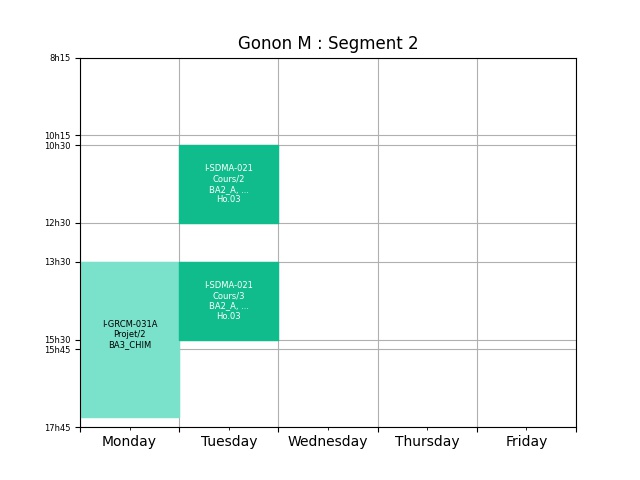 Gonon M : Segment 2
8h15
10h15
10h30
I-SDMA-021
Cours/2
BA2_A, ...
Ho.03
12h30
13h30
I-SDMA-021
Cours/3
BA2_A, ...
Ho.03
I-GRCM-031A
Projet/2
BA3_CHIM
15h30
15h45
17h45
Monday Tuesday Wednesday Thursday Friday